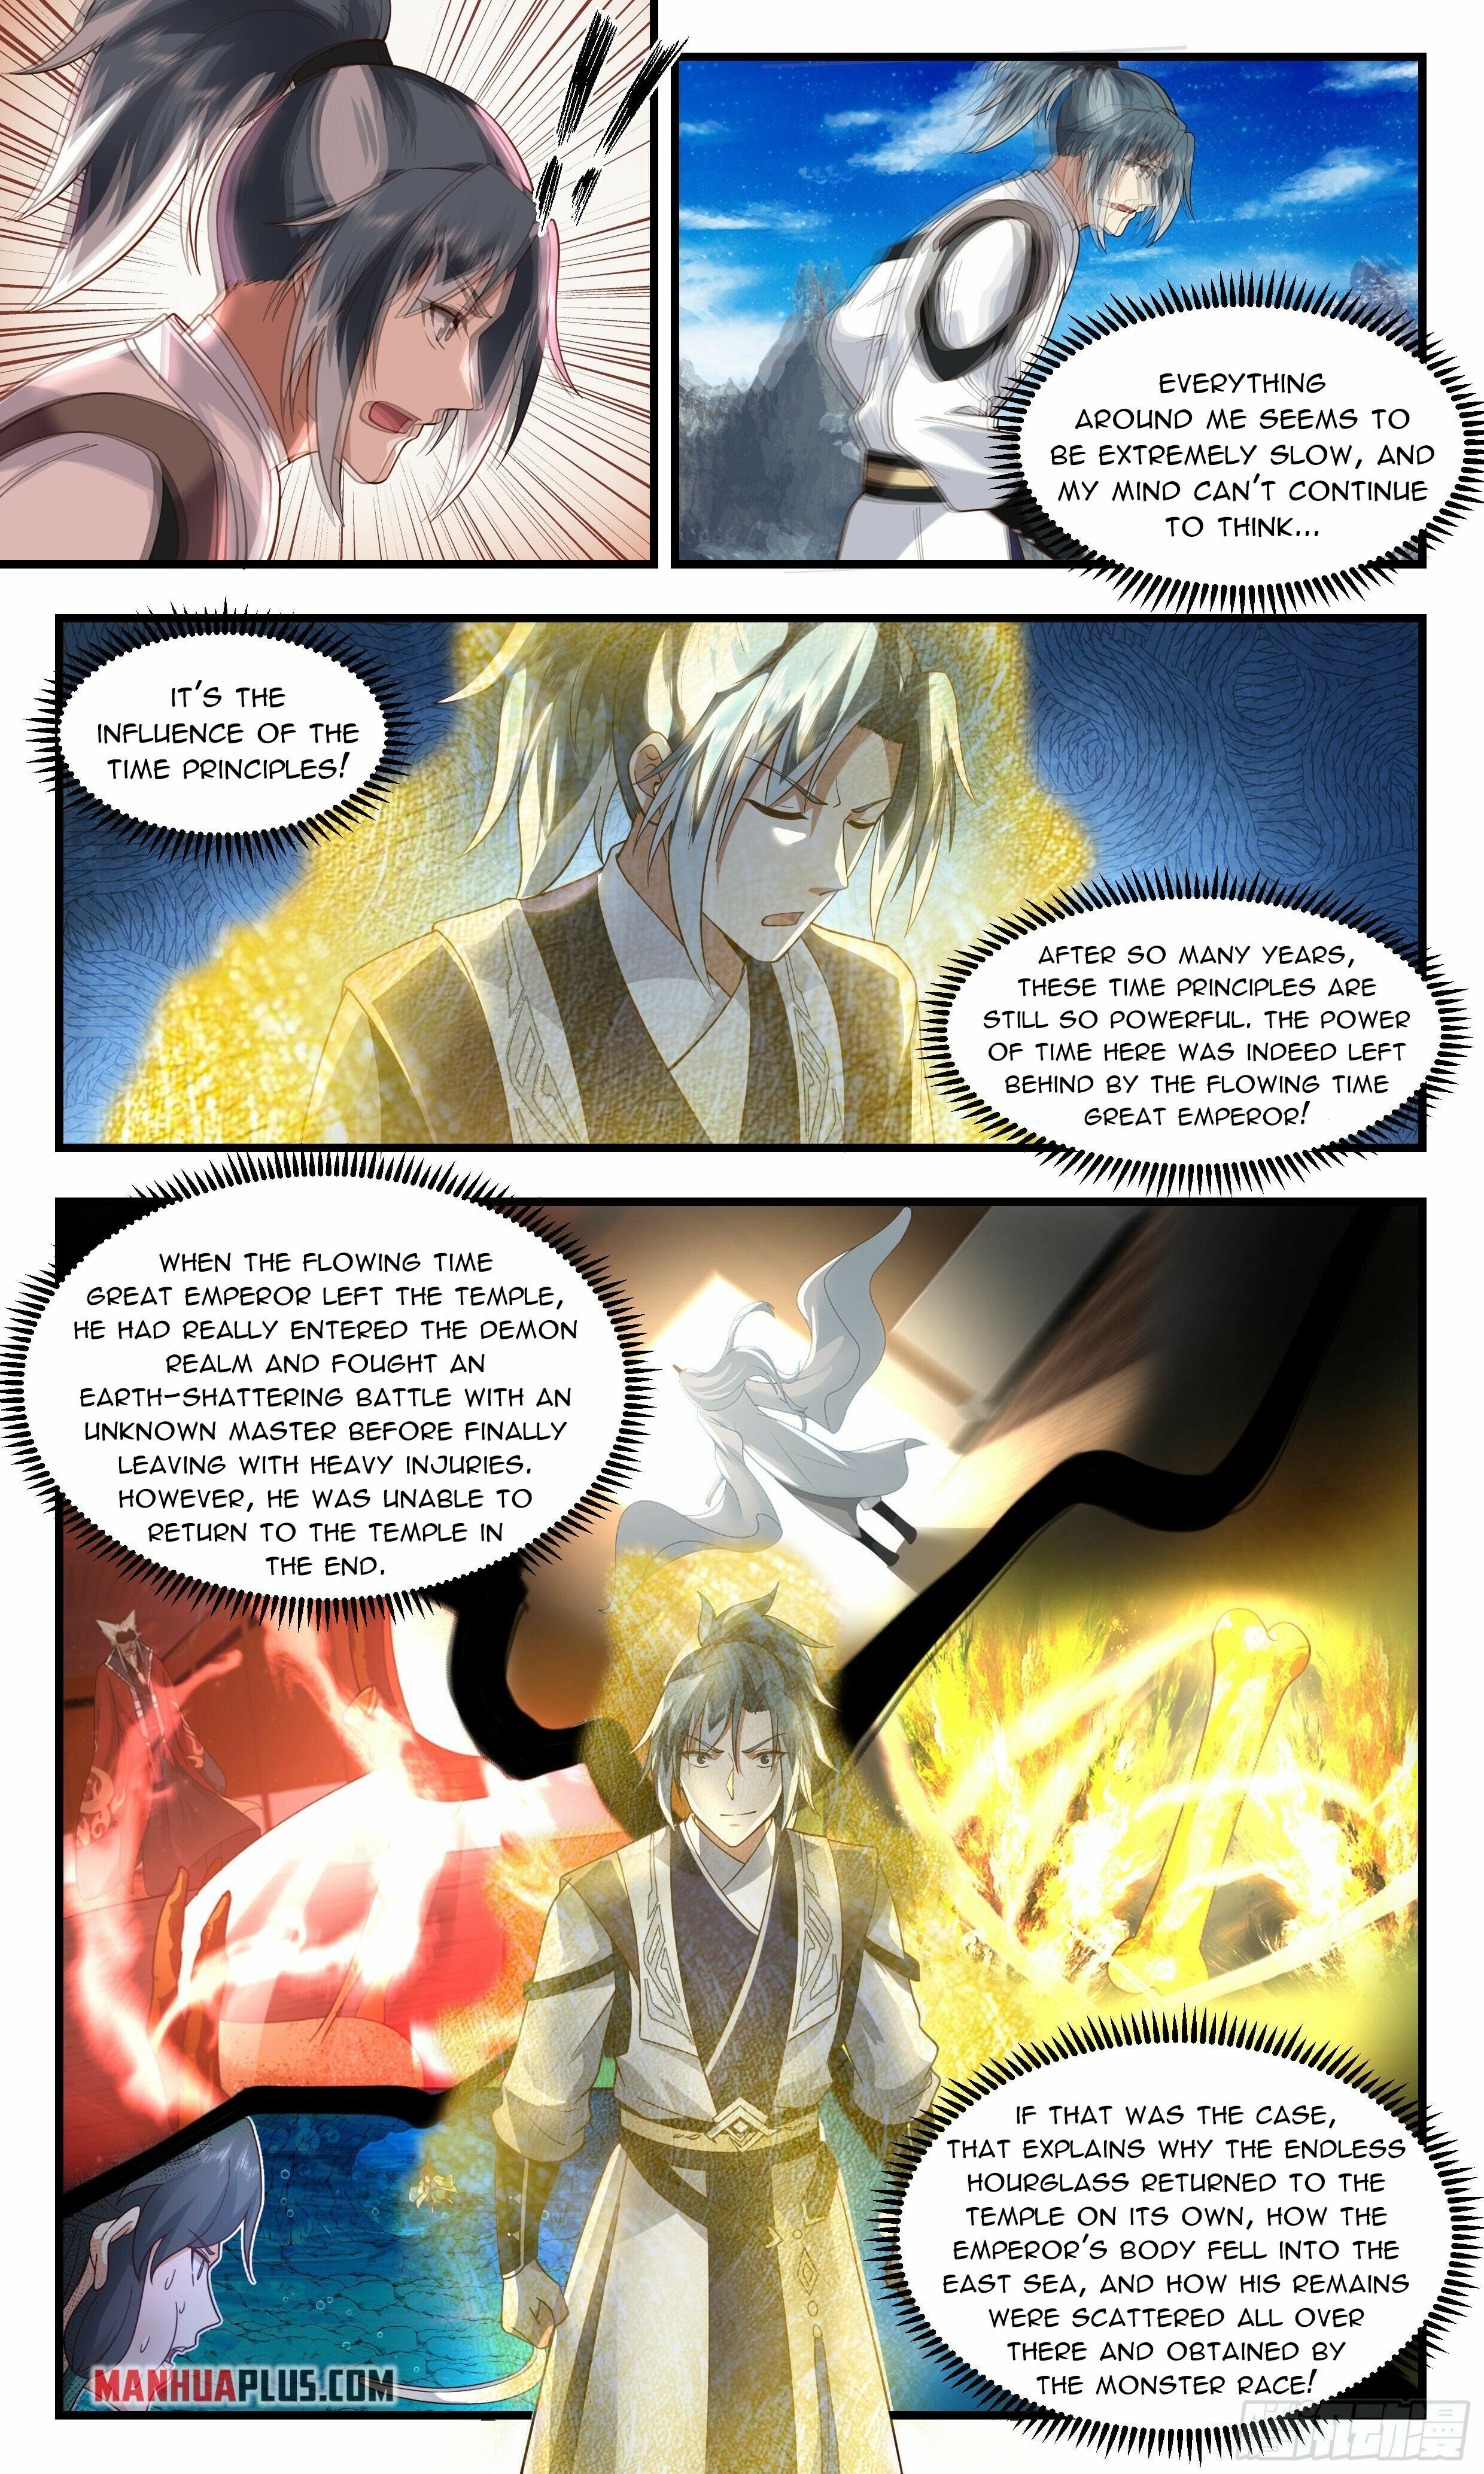 EVERYTHING
AROUND ME SEEMS TO
BE EXTREMELY SLOW, AND
MY MIND CAN'T CONTINUE
TO THINK...
IT'S THE
INFLUENCE OF THE
TIME PRINCIPLES!
AFTER SO MANY YEARS,
THESE TIME PRINCIPLES ARE
STILL SO POWERFUL. THE POWER
OF TIME HERE WAS INDEED LEFT
BEHIND BY THE FLOWING TIME
GREAT EMPEROR!
WHEN THE FLOWING TIME
GREAT EMPEROR LEFT THE TEMPLE,
HE HAD REALLY ENTERED THE DEMON
REALM AND FOUGHT AN
EARTH-SHATTERING BATTLE WITH AN
UNKNOWN MASTER BEFORE FINALLY
LEAVING WITH HEAVY INJURIES.
HOWEVER, HE WAS UNABLE TO
RETURN TO THE TEMPLE IN
THE END.
IF THAT WAS THE CASE,
THAT EXPLAINS WHY THE ENDLESS
HOURGLASS RETURNED TO THE
TEMPLE ON ITS OWN, HOW THE
EMPEROR'S BODY FELL INTO THE
EAST SEA, AND HOW HIS REMAINS
WERE SCATTERED ALL OVER
THERE AND OBTAINED BY
THE MONSTER RACE!
MANHUAPLUS.COM
腾讯动漫